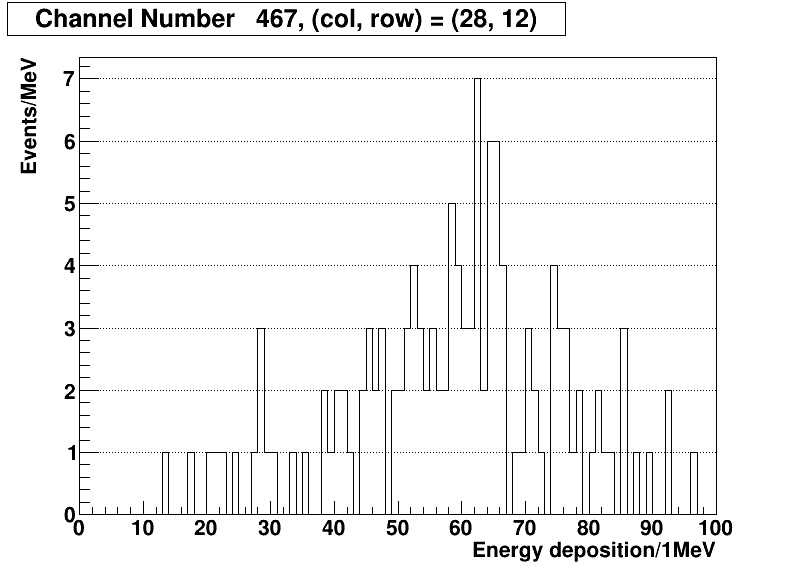 Channel Number 467, (col, row) = (28, 12)
Events/MeV
7
6
5
4
3
2
1
0
0 10 20 30 40 50 60 70 80 90 100
Energy deposition/1MeV